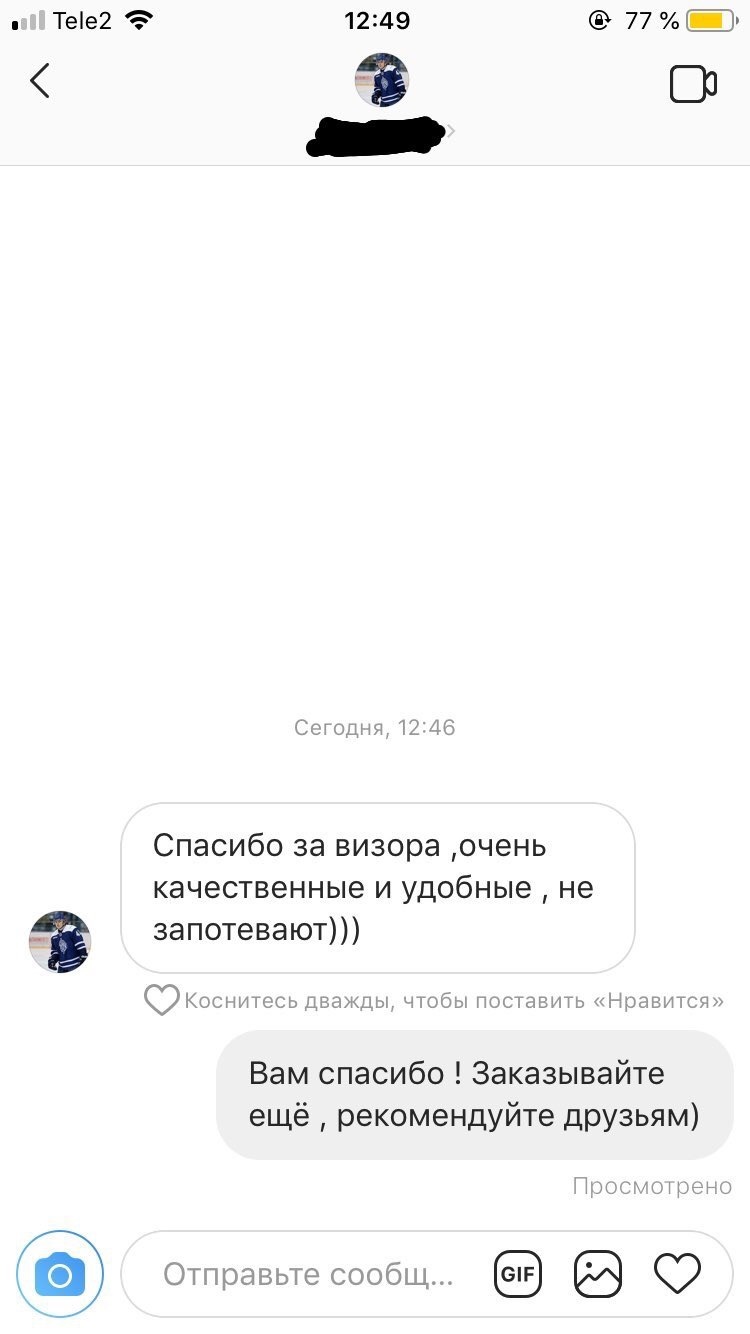 Tele2 12:49 77 %
Сегодня, 12:46
Спасибо за визора ,очень
качественные и удобные , не
запотевают)))
Коснитесь дважды, чтобы поставить «Нравится»
Вам спасибо ! Заказывайте
ещё , рекомендуйте друзьям)
Просмотрено
Отправьте сообщ... GIF